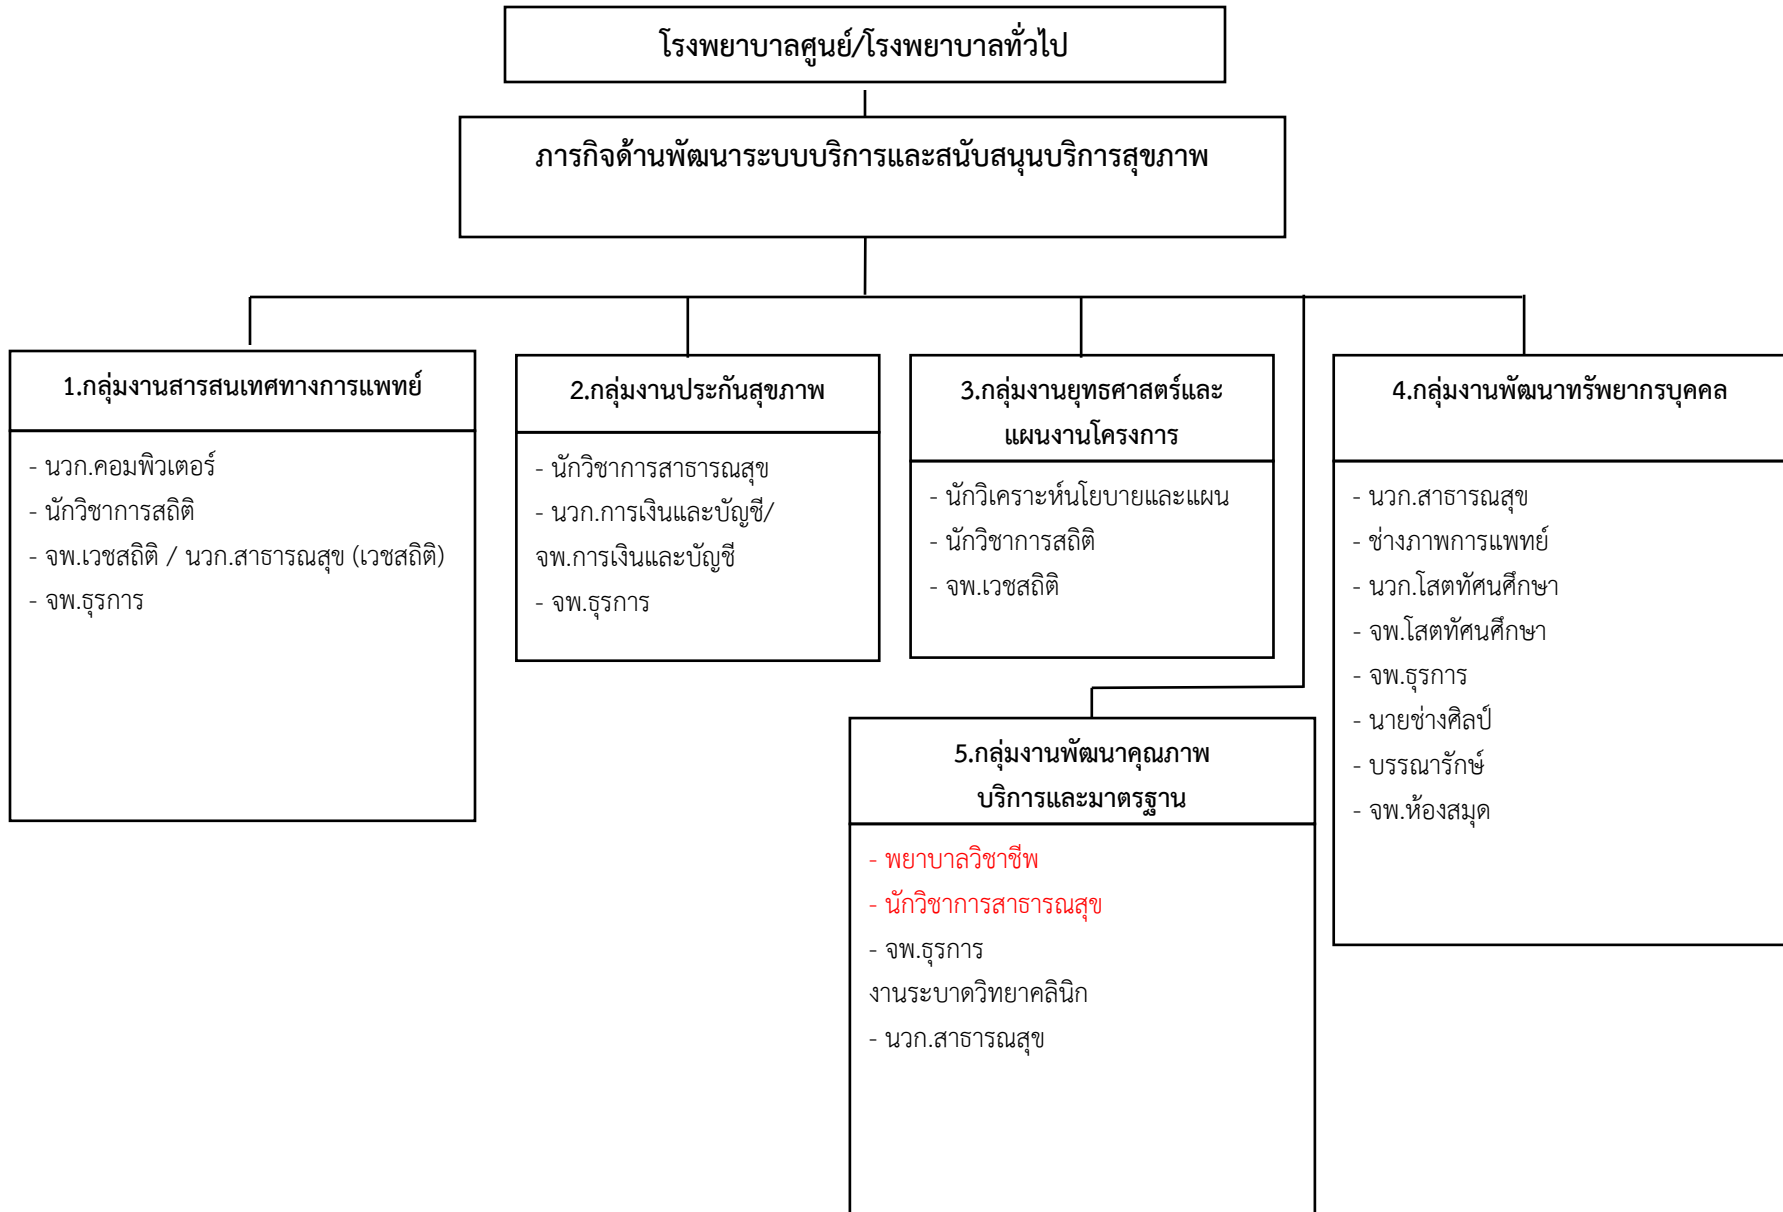 โรงพยาบาลศูนย์/โรงพยาบาลทั่วไป
ภารกิจด้านพัฒนาระบบบริการและสนับสนุนบริการสุขภาพ
1.กลุ่มงานสารสนเทศทางการแพทย์
- นวก.คอมพิวเตอร์
- นักวิชาการสถิติ
- จพ.เวชสถิติ / นวก.สาธารณสุข (เวชสถิติ)
- จพ.ธุรการ
2.กลุ่มงานประกันสุขภาพ
- นักวิชาการสาธารณสุข
- นวก.การเงินและบัญชี/
จพ.การเงินและบัญชี
- จพ.ธุรการ
3.กลุ่มงานยุทธศาสตร์และ
แผนงานโครงการ
- นักวิเคราะห์นโยบายและแผน
- นักวิชาการสถิติ
- จพ.เวชสถิติ
4.กลุ่มงานพัฒนาทรัพยากรบุคคล
- นวก.สาธารณสุข
- ช่างภาพการแพทย์
- นวก.โสตทัศนศึกษา
- จพ.โสตทัศนศึกษา
- จพ.ธุรการ
- นายช่างศิลป์
- บรรณารักษ์
- จพ.ห้องสมุด
5.กลุ่มงานพัฒนาคุณภาพ
บริการและมาตรฐาน
- พยาบาลวิชาชีพ
- นักวิชาการสาธารณสุข
- จพ.ธุรการ
งานระบาดวิทยาคลินิก
- นวก.สาธารณสุข